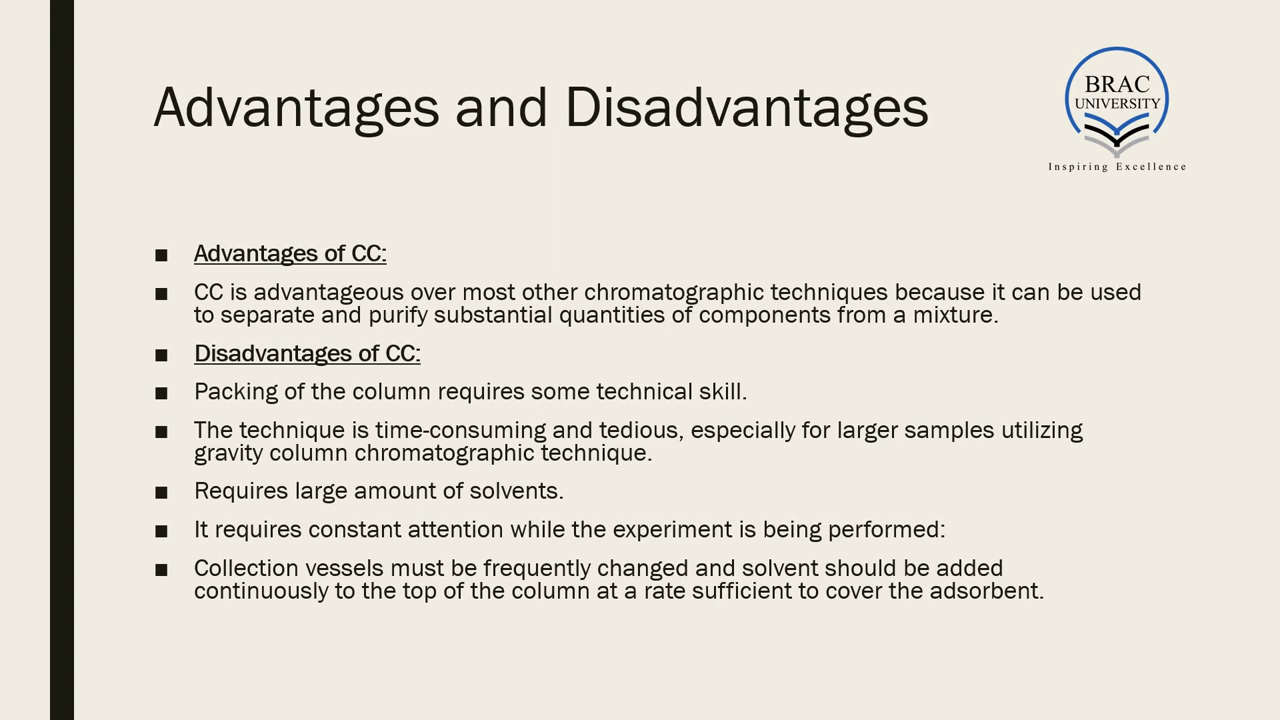 Advantages and Disadvantages
BRAC
UNIVERSITY
Inspiring Excellence
■ Advantages of CC:
■ CC is advantageous over most other chromatographic techniques because it can be used
to separate and purify substantial quantities of components from a mixture.
■ Disadvantages of CC:
■ Packing of the column requires some technical skill.
■ The technique is time-consuming and tedious, especially for larger samples utilizing
gravity column chromatographic technique.
■ Requires large amount of solvents.
■ It requires constant attention while the experiment is being performed:
■ Collection vessels must be frequently changed and solvent should be added
continuously to the top of the column at a rate sufficient to cover the adsorbent.